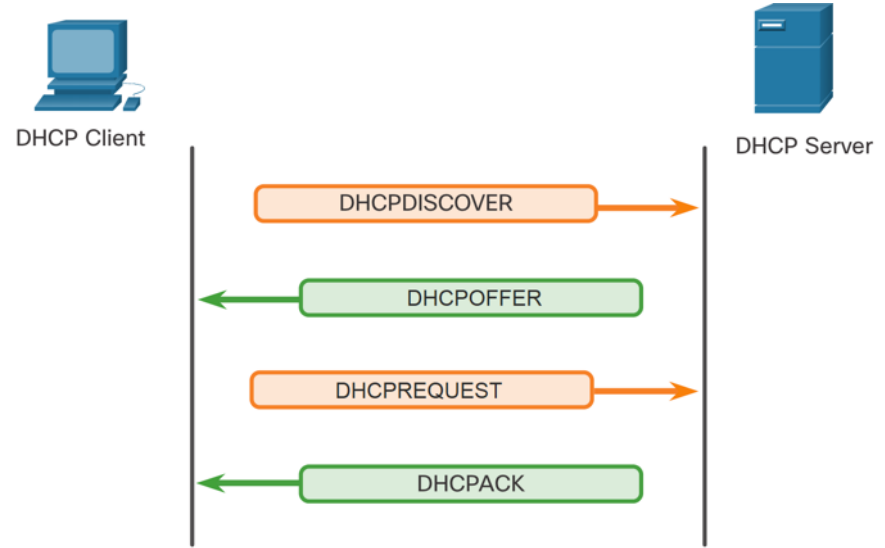 DHCP Client
DHCP Server
DHCPDISCOVER
DHCPOFFER
DHCPREQUEST
DHCPACK